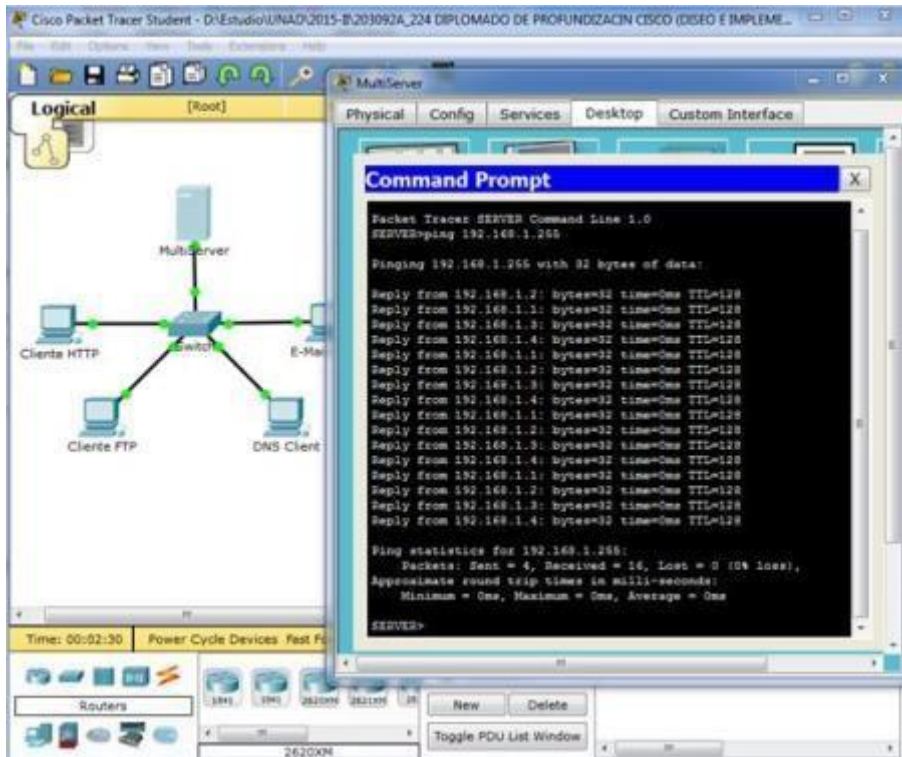 Cisco Packet Tracer Student - D:\Estudio\UNAD\2015-II\203092A_224 DIPLOMADO DE PROFUNDIZACIN CISCO (DISEO E IMPLEME...
File Edit Options View Tools Extensions Help
Logical
[Root]
MultiServer
Cliente HTTP
Switch
E-Mai
Cliente FTP
DNS Client
MultiServer
Physical Config Services Desktop Custom Interface
Command Prompt
X
Packet Tracer SERVER Command Line 1.0
SERVER>ping 192.168.1.255
Pinging 192.168.1.255 with 32 bytes of data:
Reply from 192.168.1.2: bytes=32 time=0ms TTL=128
Reply from 192.168.1.1: bytes=32 time=0ms TTL=128
Reply from 192.168.1.3: bytes=32 time=0ms TTL=128
Reply from 192.168.1.4: bytes=32 time=0ms TTL=128
Reply from 192.168.1.1: bytes=32 time=0ms TTL=128
Reply from 192.168.1.2: bytes=32 time=0ms TTL=128
Reply from 192.168.1.3: bytes=32 time=0ms TTL=128
Reply from 192.168.1.4: bytes=32 time=0ms TTL=128
Reply from 192.168.1.1: bytes=32 time=0ms TTL=128
Reply from 192.168.1.2: bytes=32 time=0ms TTL=128
Reply from 192.168.1.3: bytes=32 time=0ms TTL=128
Reply from 192.168.1.4: bytes=32 time=0ms TTL=128
Reply from 192.168.1.1: bytes=32 time=0ms TTL=128
Reply from 192.168.1.2: bytes=32 time=0ms TTL=128
Reply from 192.168.1.3: bytes=32 time=0ms TTL=128
Reply from 192.168.1.4: bytes=32 time=0ms TTL=128
Ping statistics for 192.168.1.255:
Packets: Sent = 4, Received = 16, Lost = 0 (0% loss),
Approximate round trip times in milli-seconds:
Minimum = 0ms, Maximum = 0ms, Average = 0ms
SERVER>
Time: 00:02:30 Power Cycle Devices Fast Fo
Routers
1841 1941 2620XM 2621XM 28
2620XM
New Delete
Toggle PDU List Window